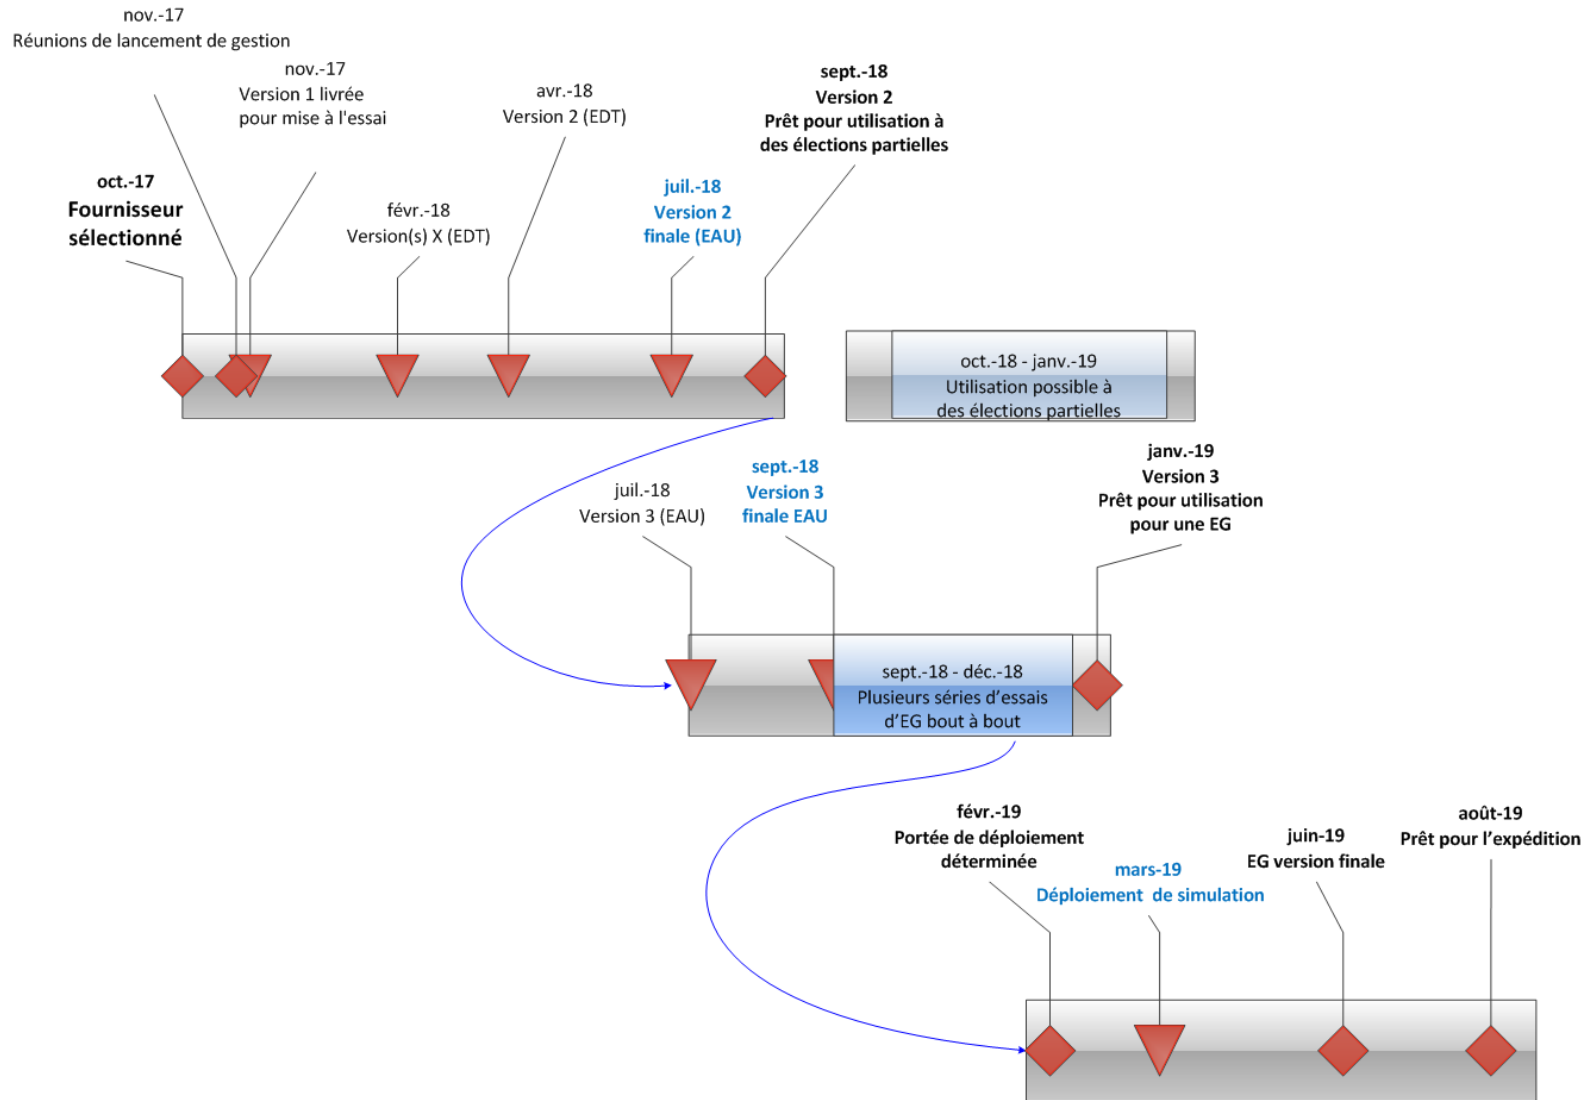 nov.-17
Réunions de lancement de gestion
nov.-17
Version 1 livrée
pour mise à l'essai
avr.-18
Version 2 (EDT)
sept.-18
Version 2
Prêt pour utilisation à
des élections partielles
oct.-17
Fournisseur
sélectionné
févr.-18
Version(s) X (EDT)
juil.-18
Version 2
finale (EAU)
oct.-18 - janv.-19
Utilisation possible à
des élections partielles
juil.-18
Version 3 (EAU)
sept.-18
Version 3
finale EAU
janv.-19
Version 3
Prêt pour utilisation
pour une EG
sept.-18 - déc.-18
Plusieurs séries d’essais
d’EG bout à bout
févr.-19
Portée de déploiement
déterminée
mars-19
Déploiement  de simulation
juin-19
EG version finale
août-19
Prêt pour l’expédition